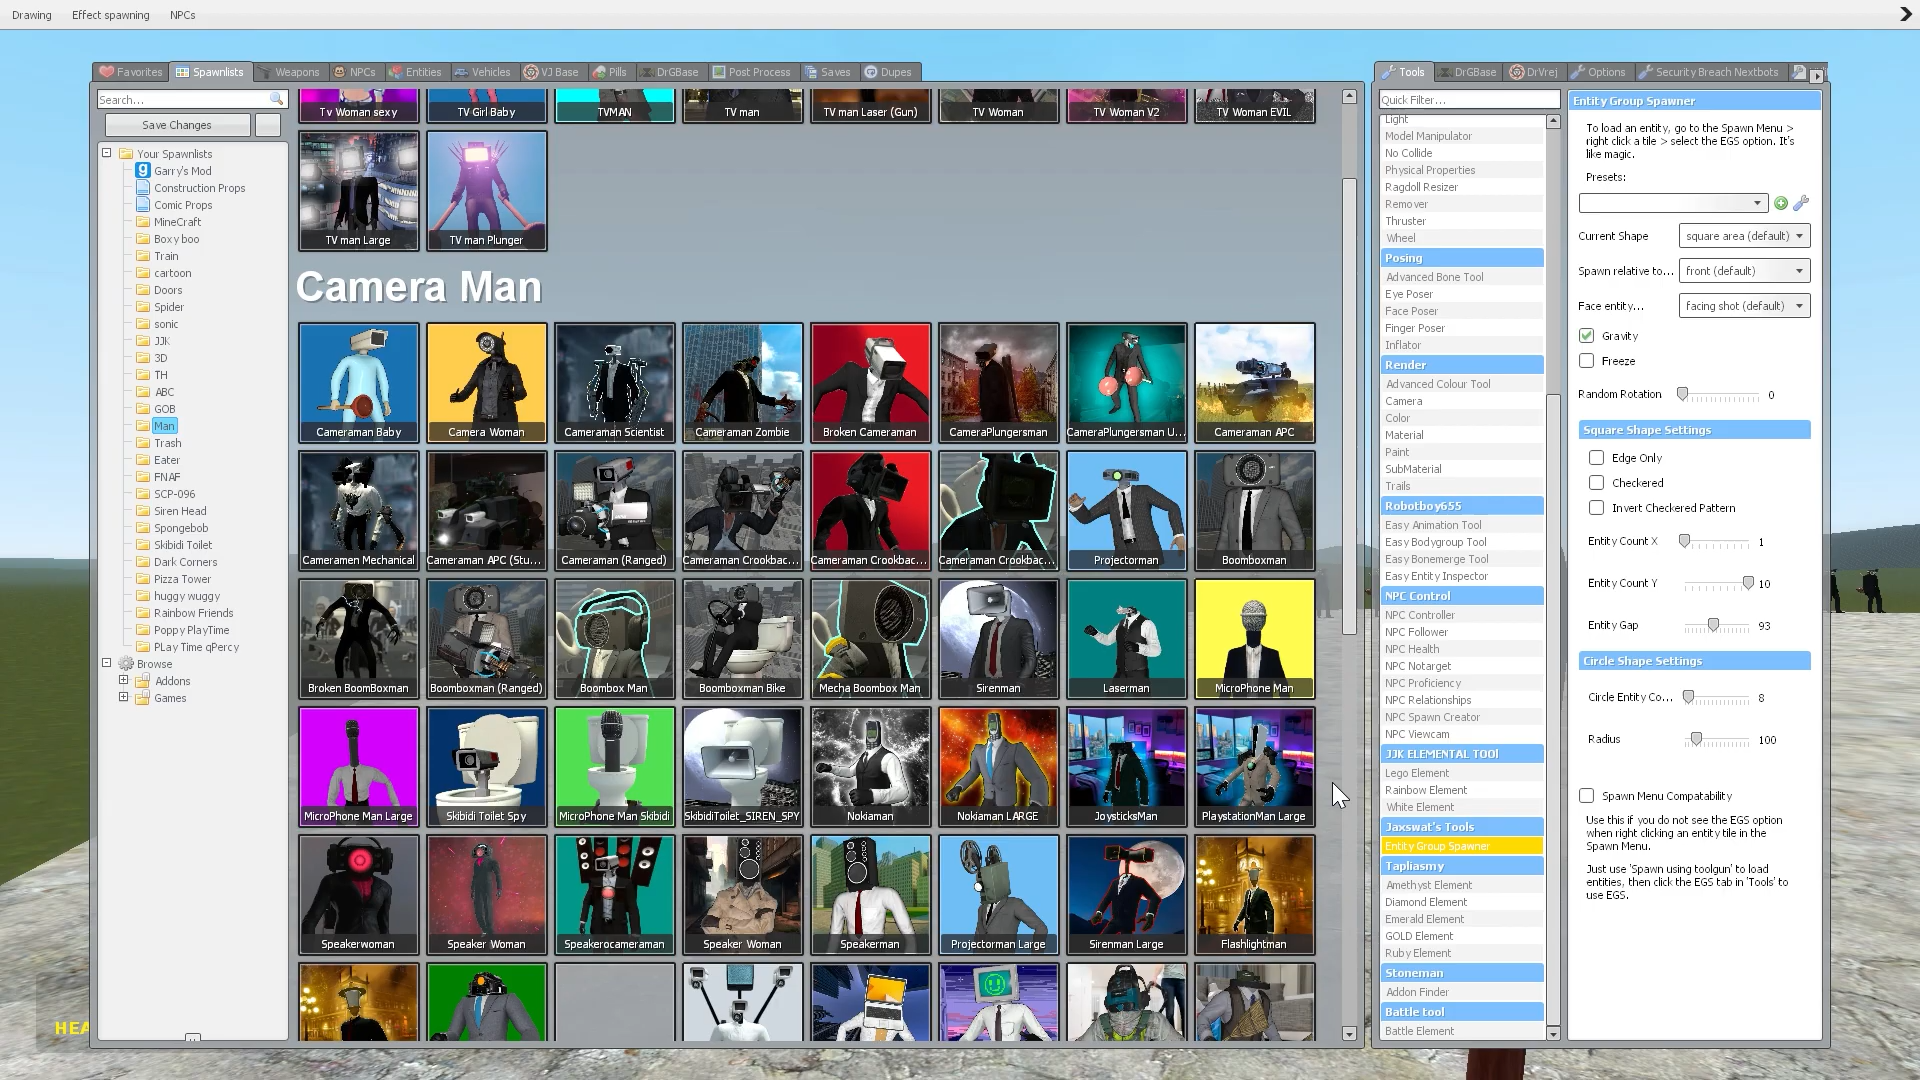 Drawing Effect spawning NPCs
Favorites Spawnlists Weapons NPCs Entities Vehicles VJ Base Pills DrGBase Post Process Saves Dupes
Search...
Save Changes
Your Spawnlists
Garry's Mod
Construction Props
Comic Props
MineCraft
Boxy boo
Train
cartoon
Doors
Spider
sonic
JJK
3D
TH
ABC
GOB
Man
Trash
Eater
FNAF
SCP-096
Siren Head
Spongebob
Skibidi Toilet
Dark Corners
Pizza Tower
huggy wuggy
Rainbow Friends
Poppy PlayTime
PLay Time qPercy
Browse
Addons
Games
HEA
Tv Woman sexy TV Girl Baby TVMAN TV man TV man Laser (Gun) TV Woman TV Woman V2 TV Woman EVIL
TV man Large TV man Plunger
Camera Man
Cameraman Baby Camera Woman Cameraman Scientist Cameraman Zombie Broken Cameraman CameraPlungersman CameraPlungersman U... Cameraman APC
Cameramen Mechanical Cameraman APC (Stu... Cameraman (Ranged) Cameraman Crookbac... Cameraman Crookbac... Cameraman Crookbac... Projectorman Boomboxman
Broken BoomBoxman Boomboxman (Ranged) Boombox Man Boomboxman Bike Mecha Boombox Man Sirenman Laserman MicroPhone Man
MicroPhone Man Large Skibidi Toilet Spy MicroPhone Man Skibidi SkibidiToilet_SIREN_SPY Nokiaman Nokiaman LARGE JoysticksMan PlaystationMan Large
Speakerwoman Speaker Woman Speakerocameraman Speaker Woman Speakerman Projectorman Large Sirenman Large Flashlightman
Tools DrGBase DrVrej Options Security Breach Nextbots
Quick Filter...
Light
Model Manipulator
No Collide
Physical Properties
Ragdoll Resizer
Remover
Thruster
Wheel
Posing
Advanced Bone Tool
Eye Poser
Face Poser
Finger Poser
Inflator
Render
Advanced Colour Tool
Camera
Color
Material
Paint
SubMaterial
Trails
Robotboy655
Easy Animation Tool
Easy Bodygroup Tool
Easy Bonemerge Tool
Easy Entity Inspector
NPC Control
NPC Controller
NPC Follower
NPC Health
NPC Notarget
NPC Proficiency
NPC Relationships
NPC Spawn Creator
NPC Viewcam
JJK ELEMENTAL TOOl
Lego Element
Rainbow Element
White Element
Jaxswat's Tools
Entity Group Spawner
Tapliasmy
Amethyst Element
Diamond Element
Emerald Element
GOLD Element
Ruby Element
Stoneman
Addon Finder
Battle tool
Battle Element
Entity Group Spawner
To load an entity, go to the Spawn Menu >
right click a tile > select the EGS option. It's
like magic.
Presets:
Current Shape square area (default)
Spawn relative to... front (default)
Face entity... facing shot (default)
Gravity
Freeze
Random Rotation 0
Square Shape Settings
Edge Only
Checkered
Invert Checkered Pattern
Entity Count X 1
Entity Count Y 10
Entity Gap 93
Circle Shape Settings
Circle Entity Co... 8
Radius 100
Spawn Menu Compatability
Use this if you do not see the EGS option
when right clicking an entity tile in the
Spawn Menu.
Just use 'Spawn using toolgun' to load
entities, then click the EGS tab in 'Tools' to
use EGS.